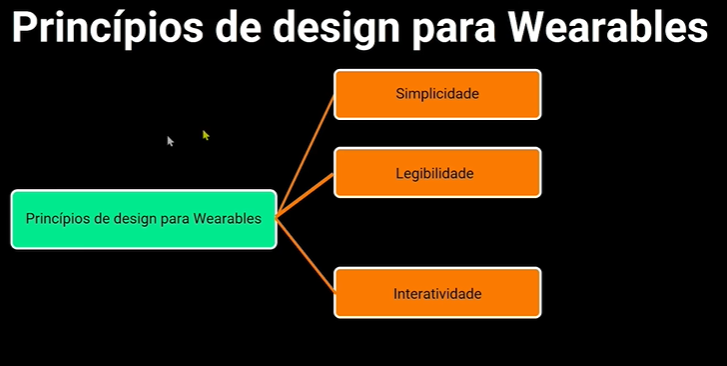 Princípios de design para Wearables
Simplicidade
Legibilidade
Princípios de design para Wearables
Interatividade